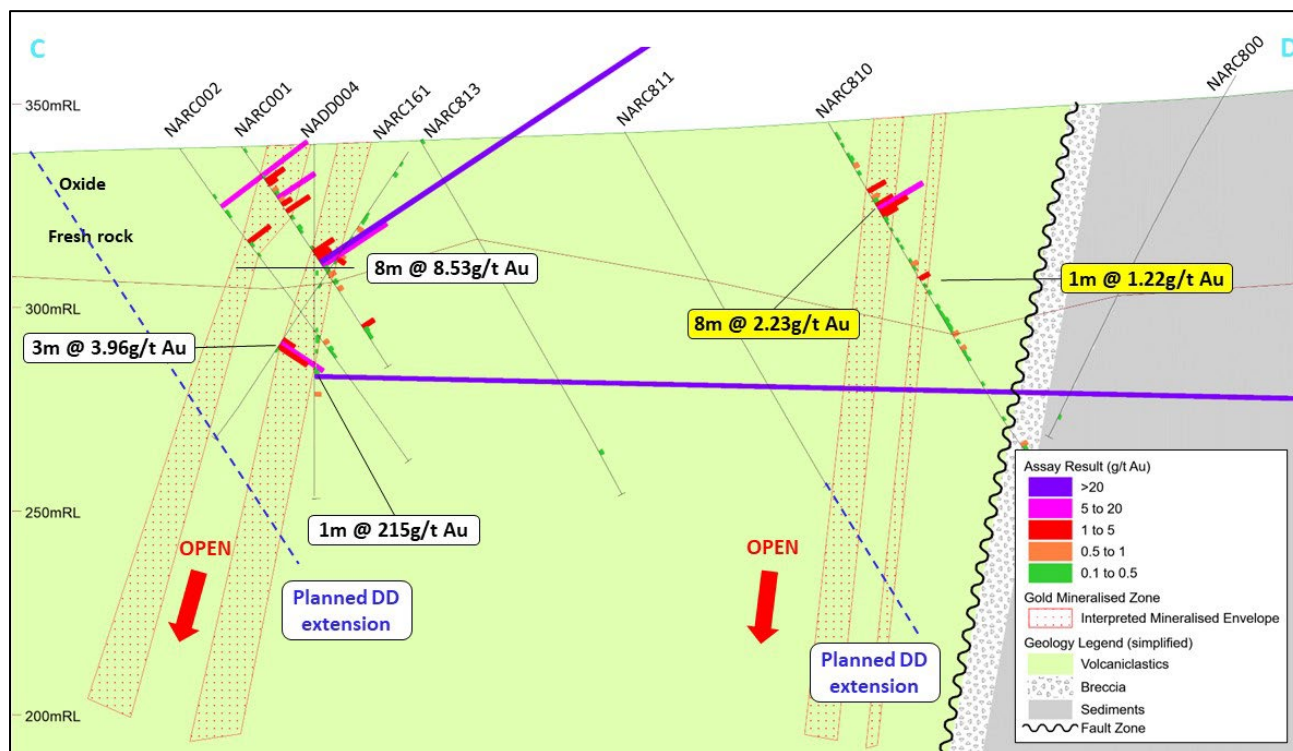 C
D
NARC002
NARC001
NADD004
NARC161
NARC813
NARC811
NARC810
NARC800
350mRL
Oxide
Fresh rock
8m @ 8.53g/t Au
1m @ 1.22g/t Au
300mRL
8m @ 2.23g/t Au
3m @ 3.96g/t Au
1m @ 215g/t Au
250mRL
OPEN
OPEN
Planned DD
extension
Planned DD
extension
200mRL
Assay Result (g/t Au)
>20
5 to 20
1 to 5
0.5 to 1
0.1 to 0.5
Gold Mineralised Zone
Interpreted Mineralised Envelope
Geology Legend (simplified)
Volcaniclastics
Breccia
Sediments
Fault Zone